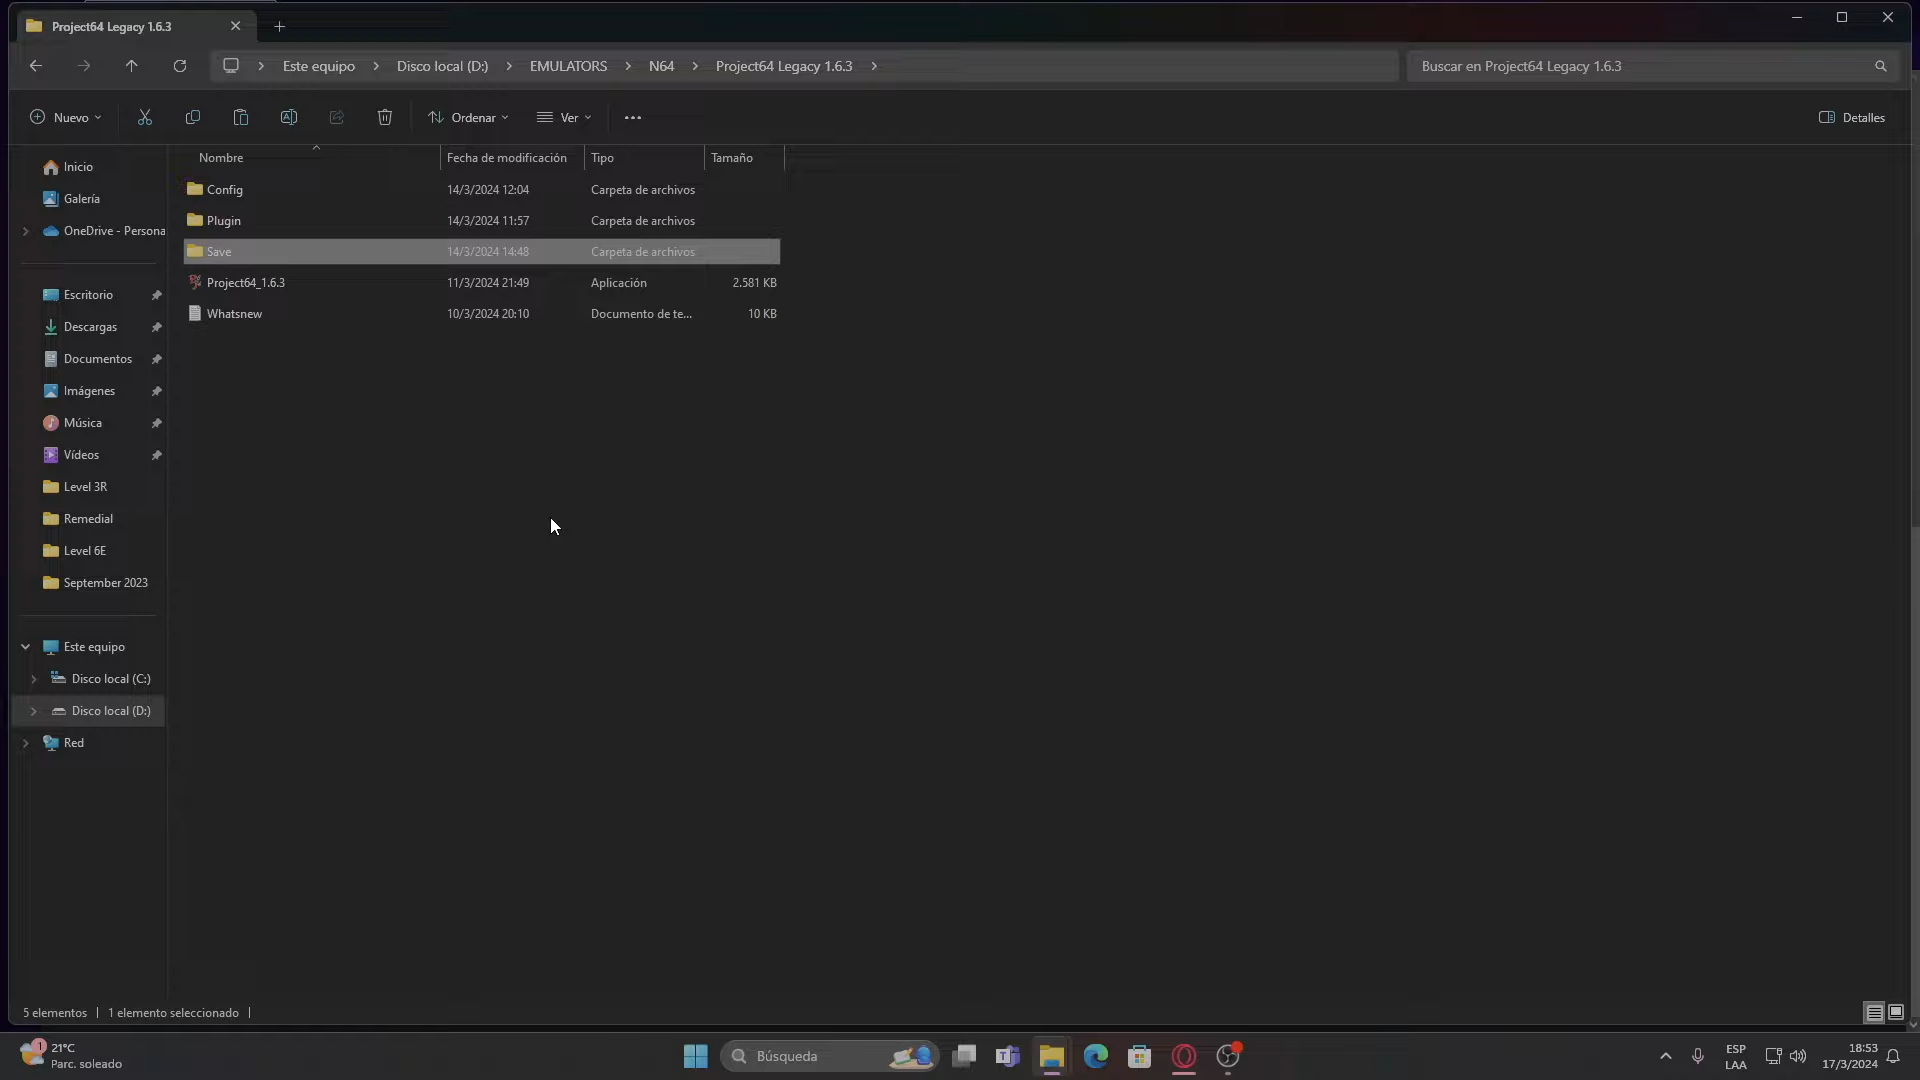 Project64 Legacy 1.6.3
Este equipo
Disco local (D:)
EMULATORS
N64
Project64 Legacy 1.6.3
Buscar en Project64 Legacy 1.6.3
Nuevo
Ordenar
Ver
Detalles
Nombre
Fecha de modificación
Tipo
Tamaño
Config 14/3/2024 12:04 Carpeta de archivos
Plugin 14/3/2024 11:57 Carpeta de archivos
Save 14/3/2024 14:48 Carpeta de archivos
Project64_1.6.3 11/3/2024 21:49 Aplicación 2.581 KB
Whatsnew 10/3/2024 20:10 Documento de te... 10 KB
Inicio
Galería
OneDrive - Persona
Escritorio
Descargas
Documentos
Imágenes
Música
Vídeos
Level 3R
Remedial
Level 6E
September 2023
Este equipo
Disco local (C:)
Disco local (D:)
Red
5 elementos
1 elemento seleccionado
1
21°C
Parc. soleado
Búsqueda
ESP
LAA
18:53
17/3/2024